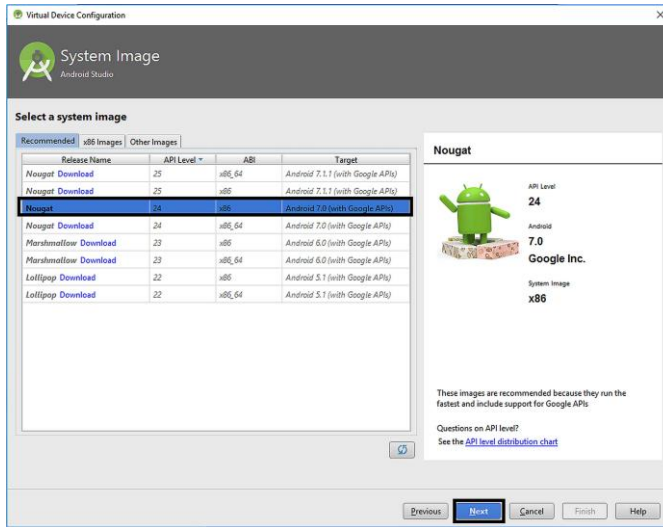 Virtual Device Configuration
System Image
Android Studio
Select a system image
Recommended x86 Images Other Images
Release Name API Level ABI Target
Nougat Download 25 x86_64 Android 7.1.1 (with Google APIs)
Nougat Download 25 x86 Android 7.1.1 (with Google APIs)
Nougat 24 x86 Android 7.0 (with Google APIs)
Nougat Download 24 x86_64 Android 7.0 (with Google APIs)
Marshmallow Download 23 x86 Android 6.0 (with Google APIs)
Marshmallow Download 23 x86_64 Android 6.0 (with Google APIs)
Lollipop Download 22 x86 Android 5.1 (with Google APIs)
Lollipop Download 22 x86_64 Android 5.1 (with Google APIs)
Nougat
API Level
24
Android
7.0
Google Inc.
System Image
x86
These images are recommended because they run the
fastest and include support for Google APIs
Questions on API level?
See the API level distribution chart
Previous Next Cancel Finish Help